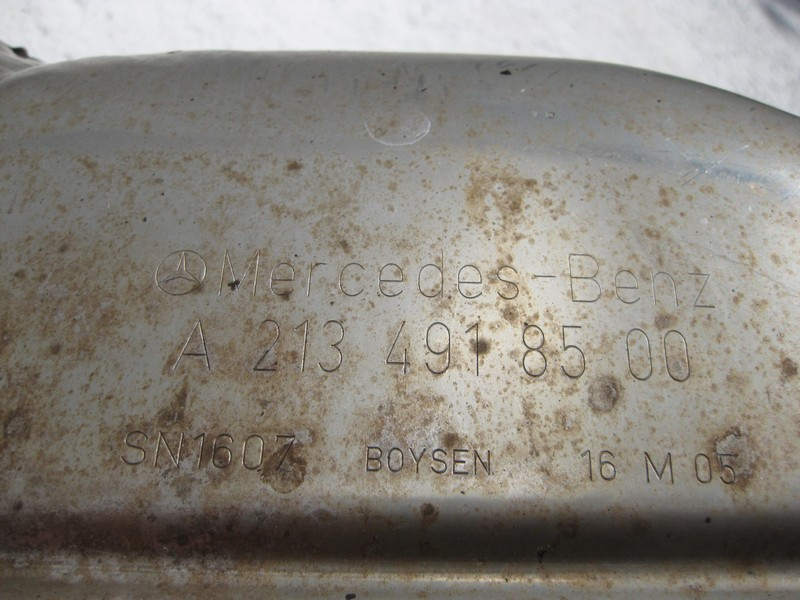 Mercedes-Benz
A 213 491 85 00
SN1607 BOYSEN 16 M 05